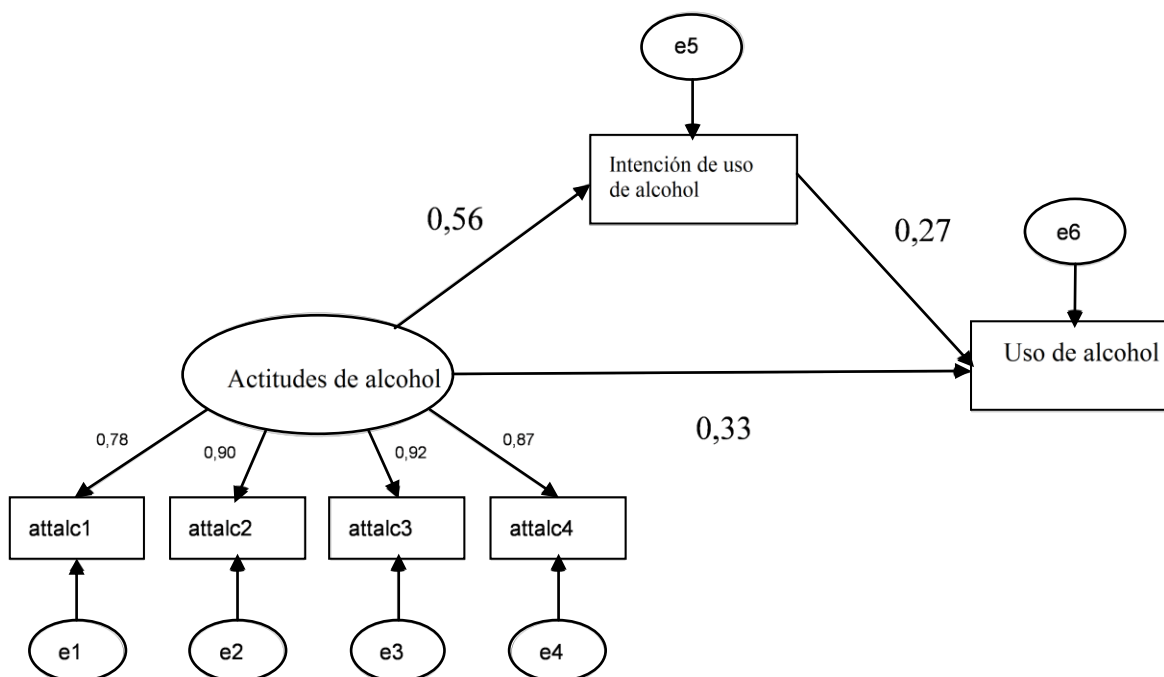 e5
Intención de uso
de alcohol
0,56
0,27
e6
Uso de alcohol
Actitudes de alcohol
0,33
0,78
0,90
0,92
0,87
attalc1
attalc2
attalc3
attalc4
e1
e2
e3
e4